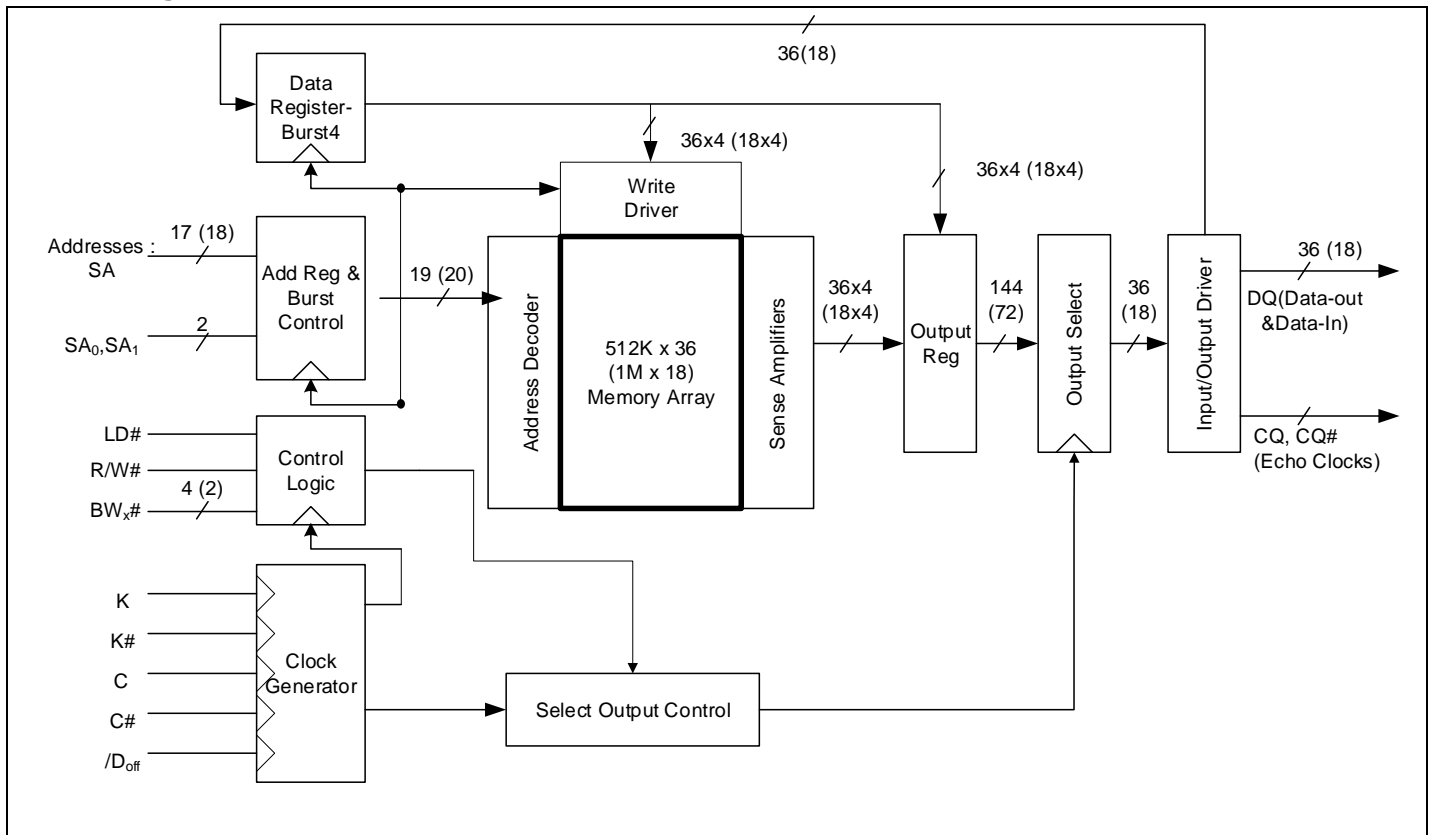 36(18)
Data
Register-
Burst4
36x4 (18x4)
36x4 (18x4)
Write
Driver
Addresses :
SA
17 (18)
SA0,SA1
2
Add Reg &
Burst
Control
19 (20)
Address Decoder
512K x 36
(1M x 18)
Memory Array
Sense Amplifiers
36x4
(18x4)
Output
Reg
144
(72)
Output Select
36
(18)
Input/Output Driver
36 (18)
DQ(Data-out
&Data-In)
CQ, CQ#
(Echo Clocks)
LD#
R/W#
BWx#
4 (2)
Control
Logic
K
K#
C
C#
/Doff
Clock
Generator
Select Output Control